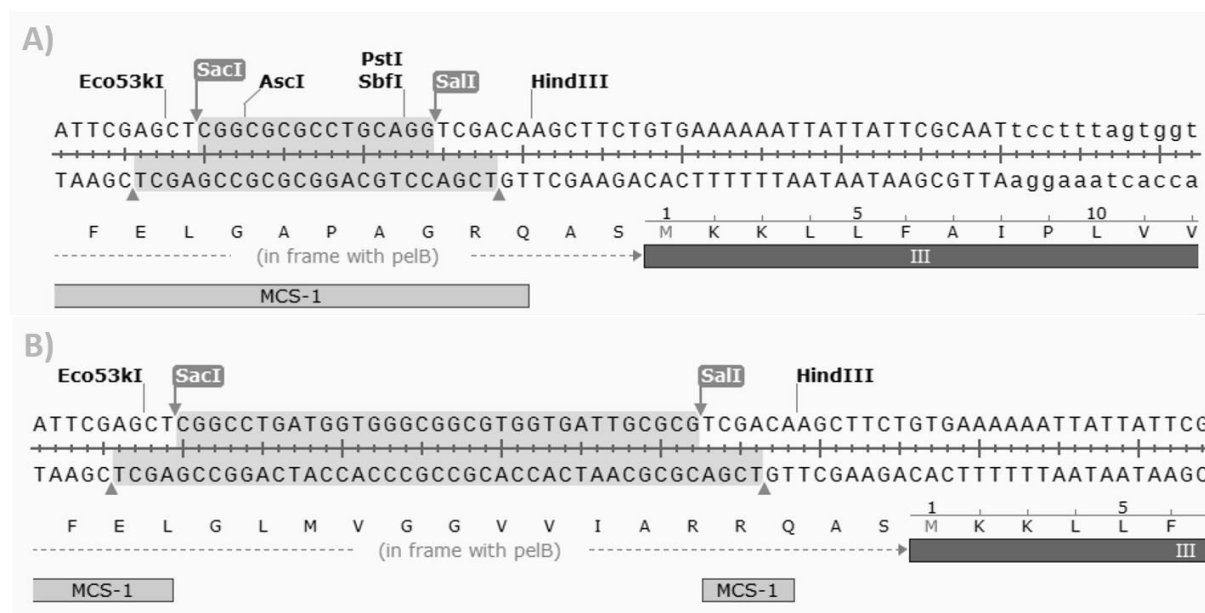 A)
PstI
Eco53kI SacI AscI SbfI SalI HindIII
ATTCGAGCTCGGCGCGCCTGCAGGTCGACAAGCTTCTGTGAAAAAATTATTATTCGCAATtcctttagtggt
TAAGCTCGAGCCGCGCGGACGTCCAGCTGTTCGAAGACACTTTTTTAATAATAAGCGTTAaggaaatcacca
1 5 10
F E L G A P A G R Q A S M K K L L F A I P L V V
(in frame with pelB) III
MCS-1
B)
Eco53kI SacI SalI HindIII
ATTCGAGCTCGGCCTGATGGTGGGCGGCGTGGTGATTGCGCGTCGACAAGCTTCTGTGAAAAAATTATTATTCG
TAAGCTCGAGCCGGACTACCACCCGCCGCACCACTAACGCGCAGCTGTTCGAAGACACTTTTTTAATAATAAGC
1 5
F E L G L M V G G V V I A R R Q A S M K K L L F
(in frame with pelB) III
MCS-1 MCS-1